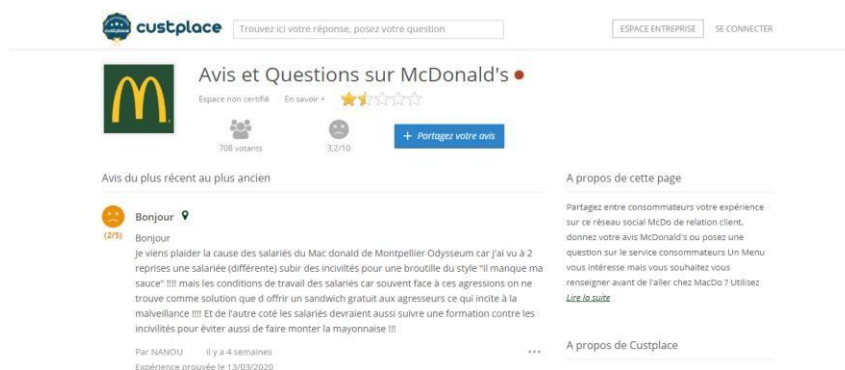 custplace
Trouvez ici votre réponse, posez votre question
ESPACE ENTREPRISE
SE CONNECTER
Avis et Questions sur McDonald's
Espace non certifié En savoir +
708 votants
3,2/10
+ Partagez votre avis
Avis du plus récent au plus ancien
(2/5)
Bonjour
Bonjour
Je viens plaider la cause des salariés du Mac donald de Montpellier Odysseum car j'ai vu à 2
reprises une salariée (différente) subir des inciviltés pour une broutille du style "il manque ma
sauce" !!!! mais les conditions de travail des salariés car souvent face à ces agressions on ne
trouve comme solution que d offrir un sandwich gratuit aux agresseurs ce qui incite à la
malveillance !!!! Et de l'autre coté les salariés devraient aussi suivre une formation contre les
incivilités pour éviter aussi de faire monter la mayonnaise !!!
Par NANOU il y a 4 semaines
Expérience prouvée le 13/03/2020
A propos de cette page
Partagez entre consommateurs votre expérience
sur ce réseau social McDo de relation client,
donnez votre avis McDonald's ou posez une
question sur le service consommateurs Un Menu
vous intéresse mais vous souhaitez vous
renseigner avant de l'aller chez MacDo ? Utilisez
Lire la suite
A propos de Custplace